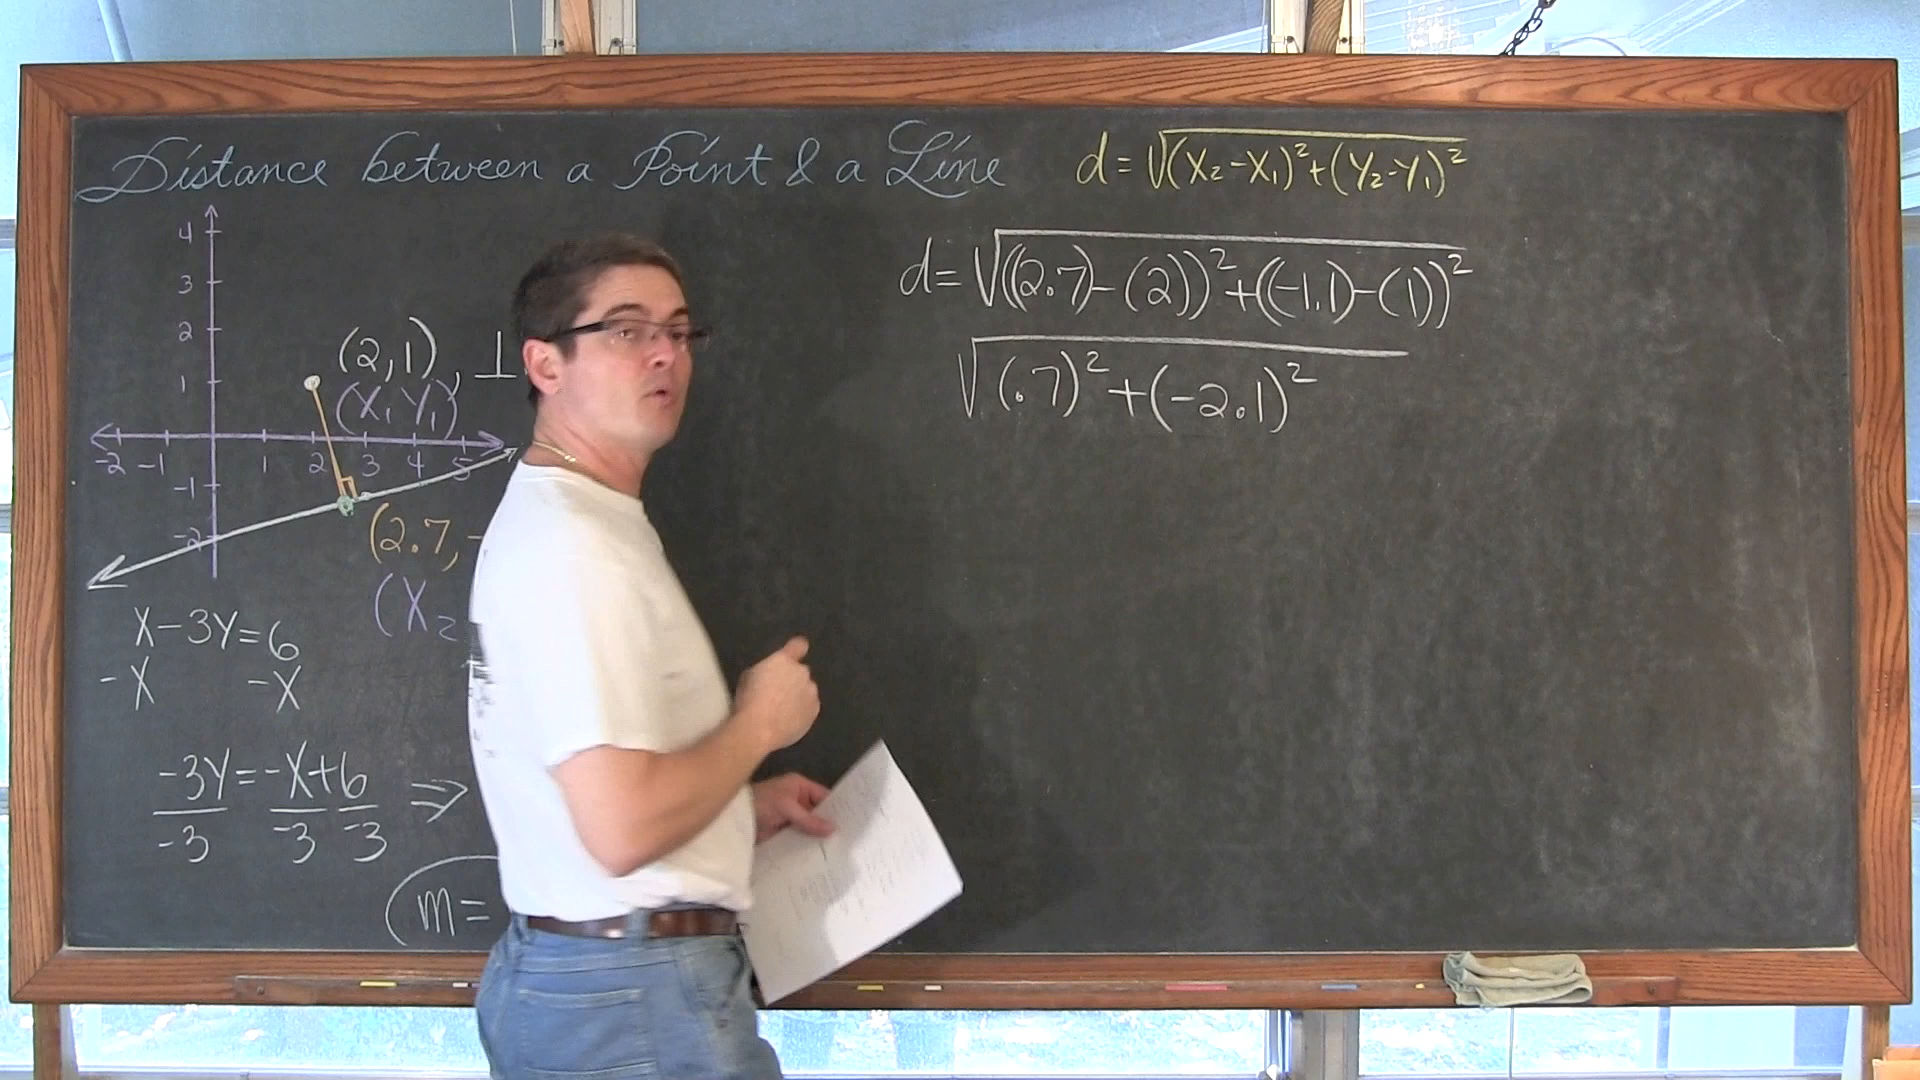 Distance between a Point & a Line
d = √(X₂-X₁)²+(Y₂-Y₁)²
4
3
2
1
-2 -1 1 2 3 4 5
-1
-2
(2,1), ⊥
(X₁ Y₁)
(2.7, -
(X₂
X-3Y=6
-X -X
-3Y=-X+6 ⇒
-3 -3 -3
m=
d=√((2.7)-(2))²+((-1.1)-(1))²
√(.7)²+(-2.1)²